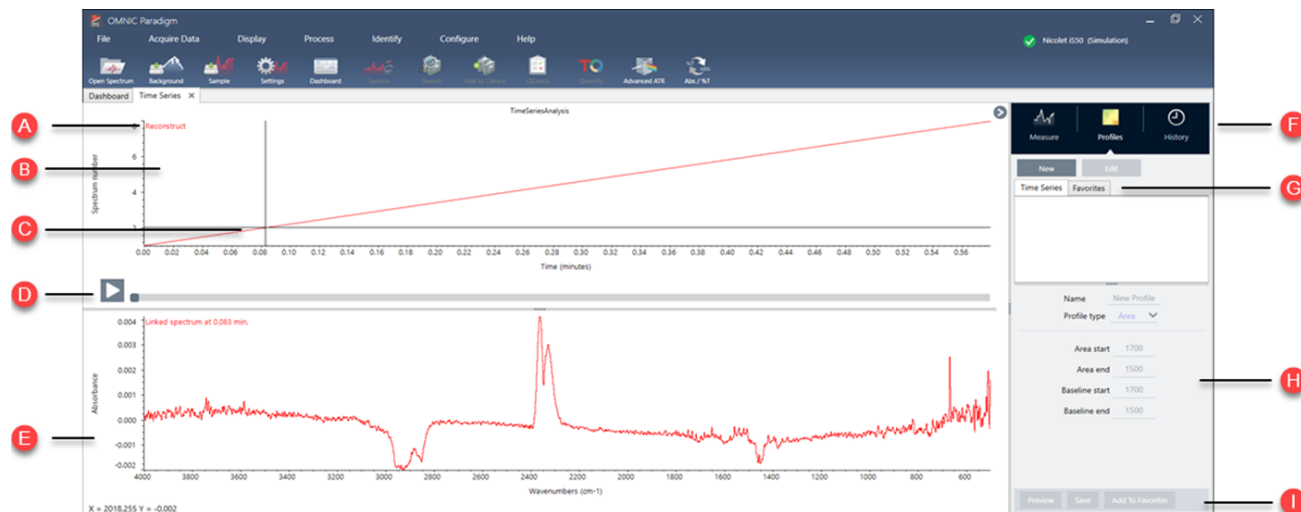 OMNIC Paradigm
File Acquire Data Display Process Identify Configure Help
Nicolet iS50 (Simulation)
Open Spectrum Background Sample Settings Dashboard Spectra Search Add to Library QCheck TQ Quantify Advanced ATR Abs / %T
Dashboard Time Series X
TimeSeriesAnalysis
A
8
Reconstruct
B
6
4
2
Spectrum number
C
0.00 0.02 0.04 0.06 0.08 0.10 0.12 0.14 0.16 0.18 0.20 0.22 0.24 0.26 0.28 0.30 0.32 0.34 0.36 0.38 0.40 0.42 0.44 0.46 0.48 0.50 0.52 0.54 0.56
Time (minutes)
D
Linked spectrum at 0.083 min.
0.004
0.003
0.002
0.001
0.000
-0.001
-0.002
Absorbance
E
4000 3800 3600 3400 3200 3000 2800 2600 2400 2200 2000 1800 1600 1400 1200 1000 800 600
Wavenumbers (cm-1)
X = 2018.255 Y = -0.002
Measure Profiles History
F
New Edit
Time Series Favorites
G
Name New Profile
Profile type Area
Area start 1700
Area end 1500
H
Baseline start 1700
Baseline end 1500
Preview Save Add To Favorites
I